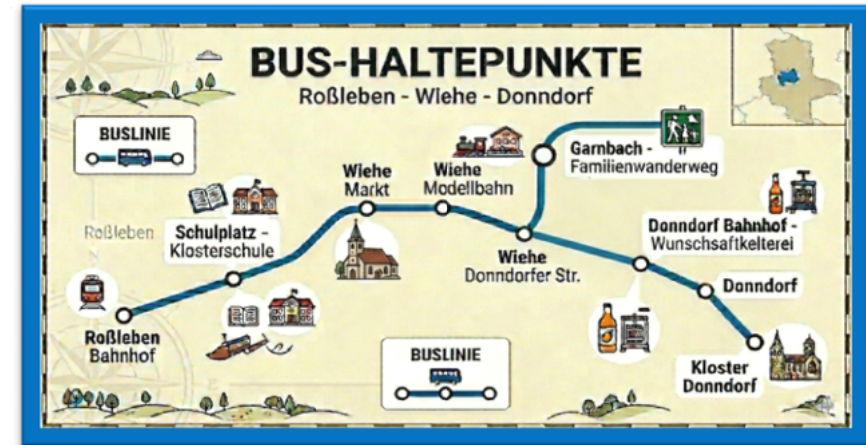 BUS-HALTEPUNKTE
Roßleben - Wiehe - Donndorf
BUSLINIE
Garnbach -
Familienwanderweg
Wiehe
Markt
Wiehe
Modellbahn
Roßleben
Schulplatz -
Klosterschule
Donndorf Bahnhof -
Wunschsaftkelterei
Wiehe
Donndorfer Str.
Donndorf
Roßleben
Bahnhof
BUSLINIE
Kloster
Donndorf